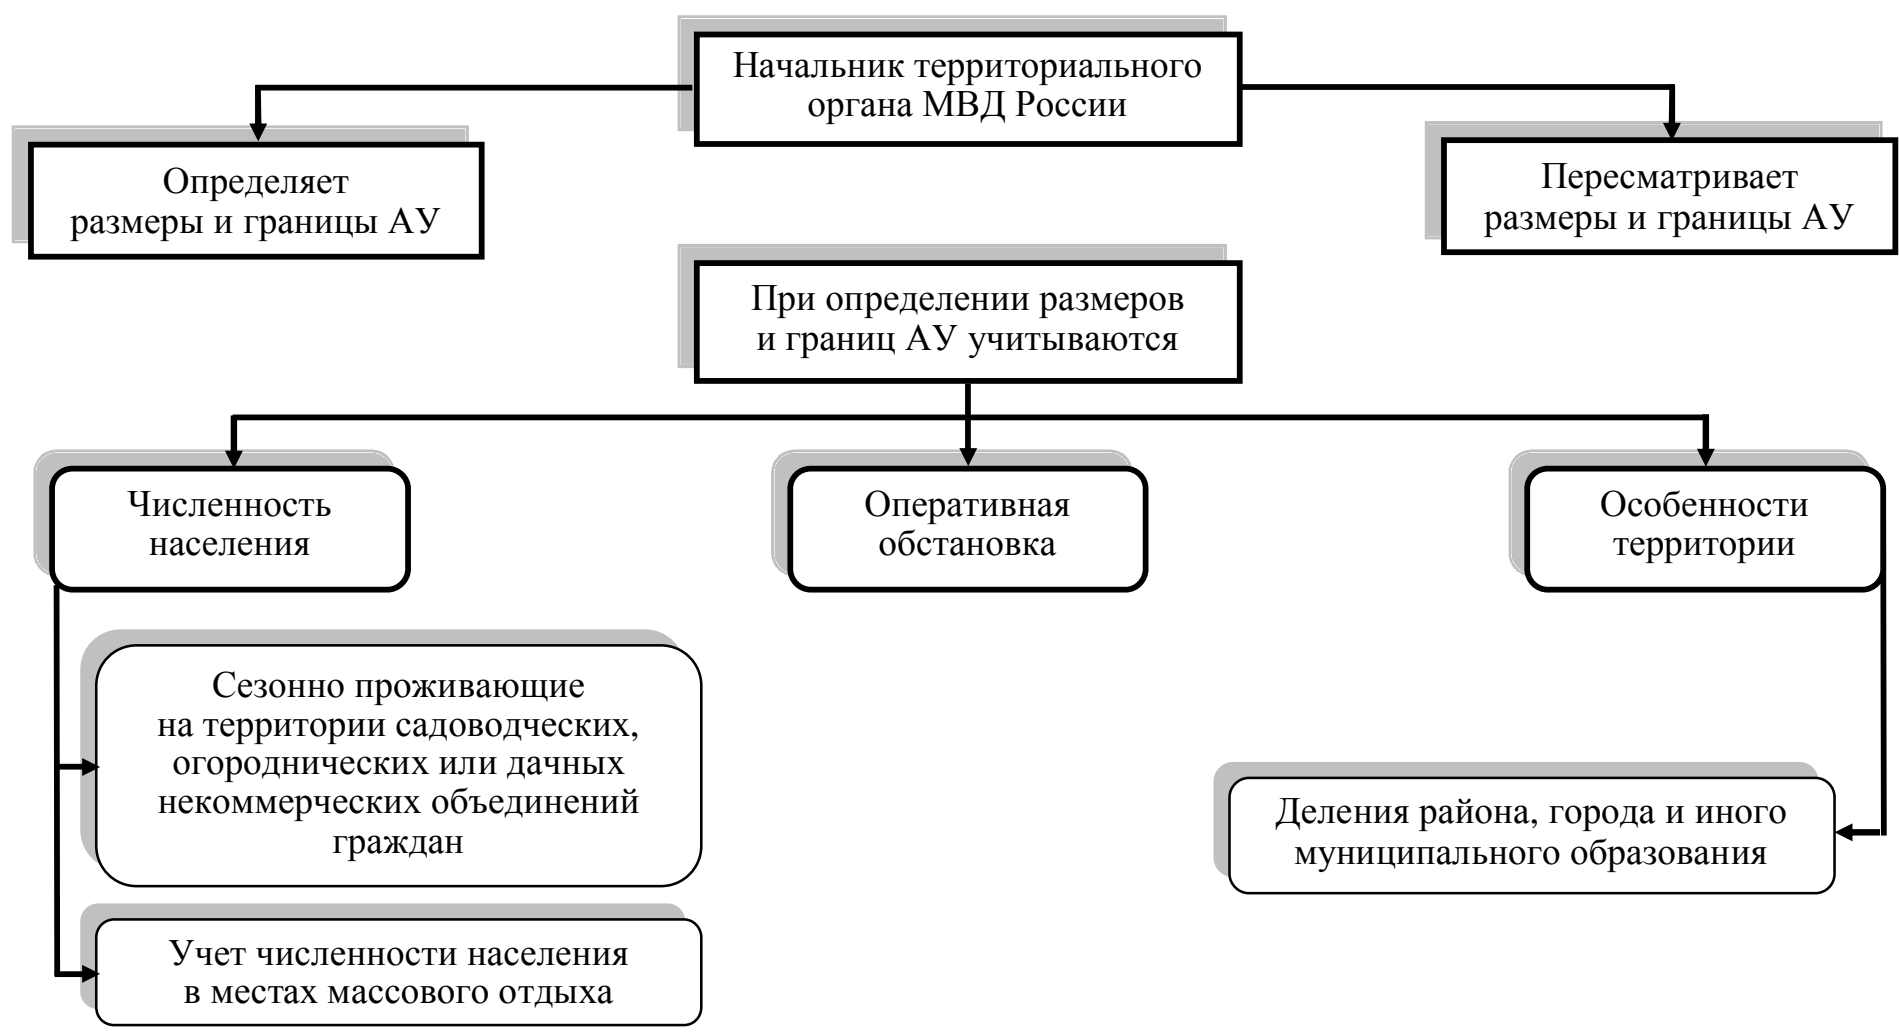 Начальник территориального
органа МВД России
Определяет
размеры и границы АУ
Пересматривает
размеры и границы АУ
При определении размеров
и границ АУ учитываются
Численность
населения
Оперативная
обстановка
Особенности
территории
Сезонно проживающие
на территории садоводческих,
огороднических или дачных
некоммерческих объединений
граждан
Деления района, города и иного
муниципального образования
Учет численности населения
в местах массового отдыха